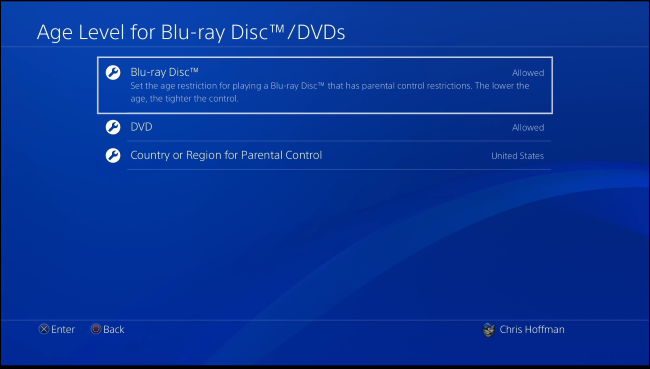 Age Level for Blu-ray Disc™/DVDs
Blu-ray Disc™ Allowed
Set the age restriction for playing a Blu-ray Disc™ that has parental control restrictions. The lower the
age, the tighter the control.
DVD Allowed
Country or Region for Parental Control United States
Enter Back Chris Hoffman